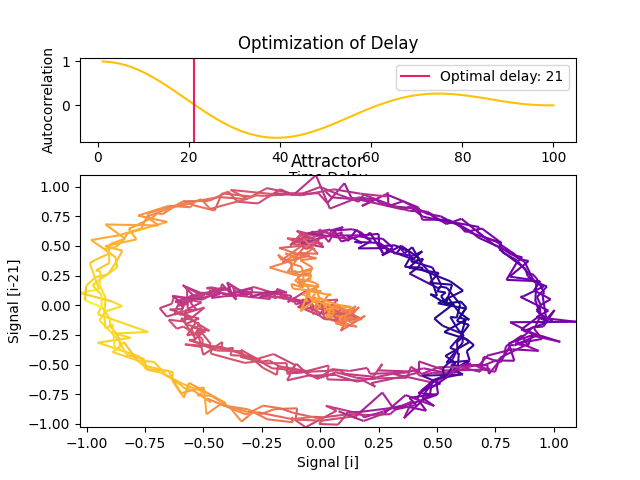 Optimization of Delay
Autocorrelation
1
0
Optimal delay: 21
0 20 40 60 80 100
Time Delay
Attractor
Signal [i-21]
1.00
0.75
0.50
0.25
0.00
−0.25
−0.50
−0.75
−1.00
−1.00 −0.75 −0.50 −0.25 0.00 0.25 0.50 0.75 1.00
Signal [i]